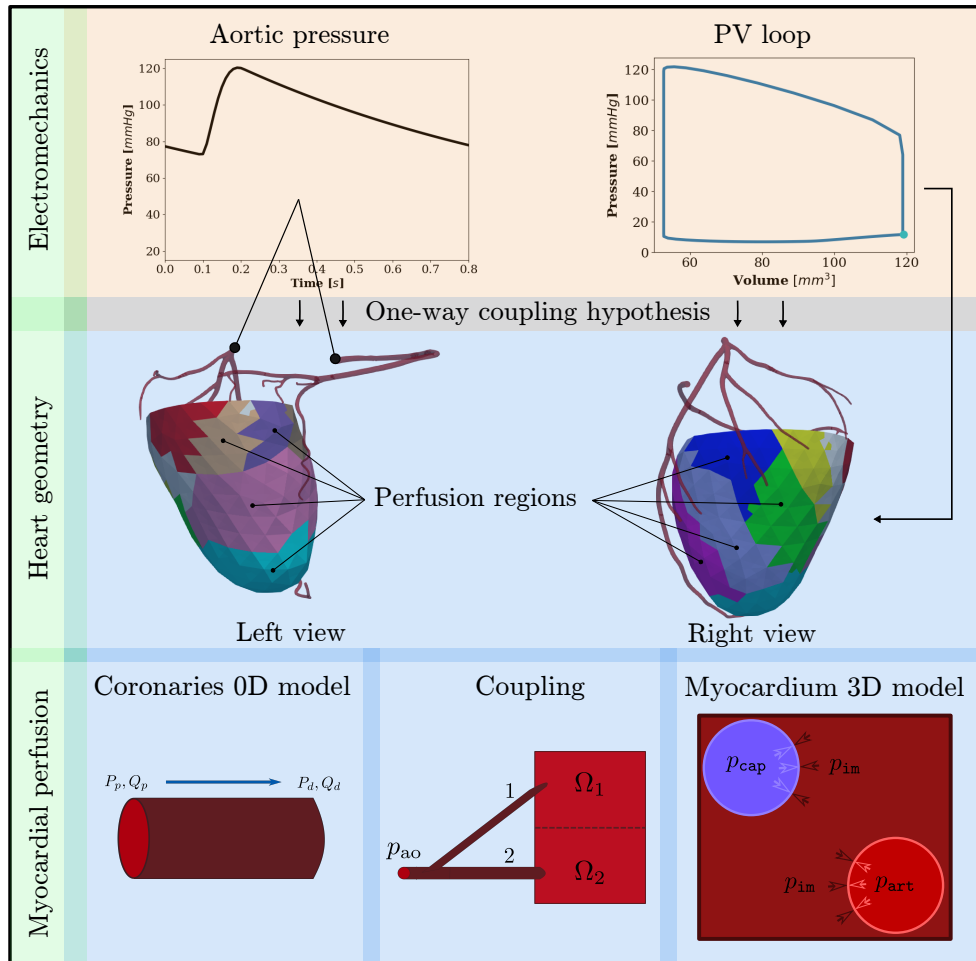 Electromechanics
Aortic pressure
120
100
80
60
40
20
Pressure [mmHg]
0.0 0.1 0.2 0.3 0.4 0.5 0.6 0.7 0.8
Time [s]
PV loop
120
100
80
60
40
20
0
Pressure [mmHg]
60 80 100 120
Volume [mm³]
One-way coupling hypothesis
Heart geometry
Perfusion regions
Left view
Right view
Myocardial perfusion
Coronaries 0D model
P_p, Q_p
P_d, Q_d
Coupling
1
Ω₁
p_ao
2
Ω₂
Myocardium 3D model
p_cap
p_im
p_im
p_art